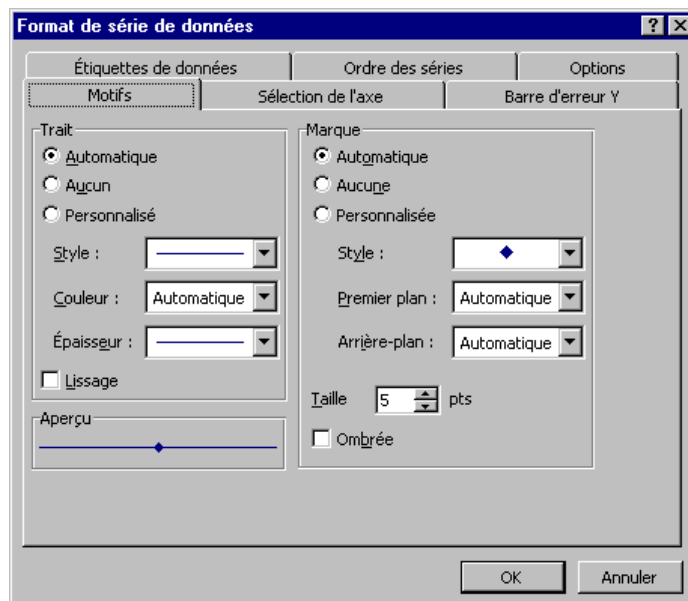 Format de série de données
Étiquettes de données
Ordre des séries
Options
Motifs
Sélection de l'axe
Barre d'erreur Y
Trait
Automatique
Aucun
Personnalisé
Style :
Couleur : Automatique
Épaisseur :
Lissage
Aperçu
Marque
Automatique
Aucune
Personnalisée
Style :
Premier plan : Automatique
Arrière-plan : Automatique
Taille 5 pts
Ombrée
OK
Annuler